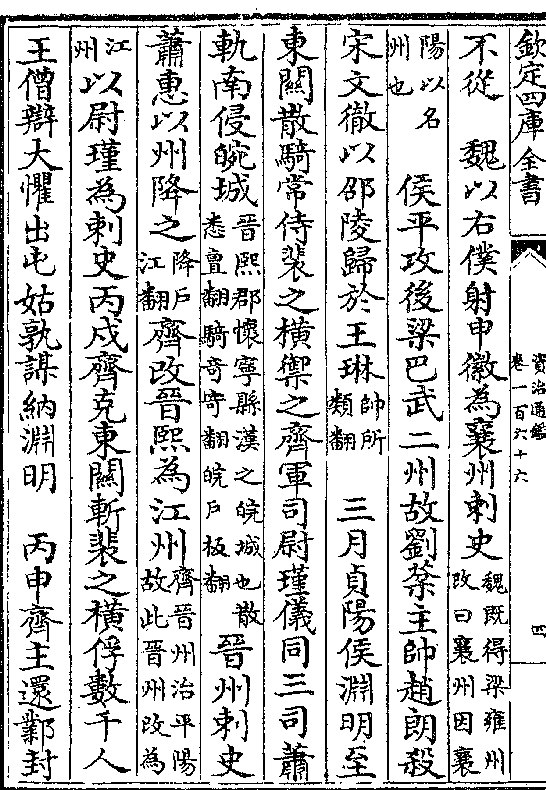 欽定四庫全書
資治通鑑
卷一百六十六
四
不從　魏以右僕射申徽為襄州刺史魏既得梁雍州改曰襄州因襄
陽以名州也　侯平攻後梁巴武二州故劉棻主帥趙朗殺
宋文徹以邵陵歸於王琳帥所類翻　三月貞陽侯淵明至
東關散騎常侍裴之横禦之齊軍司尉瑾儀同三司蕭
軌南侵皖城晉熙郡懷寧縣漢之皖城也散悉亶翻騎奇寄翻皖戶板翻　晉州刺史
蕭惠以州降之降戶江翻　齊改晉熙為江州齊晉州治平陽故此晉州改為
江州以尉瑾為刺史丙戌齊克東關斬裴之横俘數千人
王僧辯大懼出屯姑孰謀納淵明　丙申齊主還鄴封